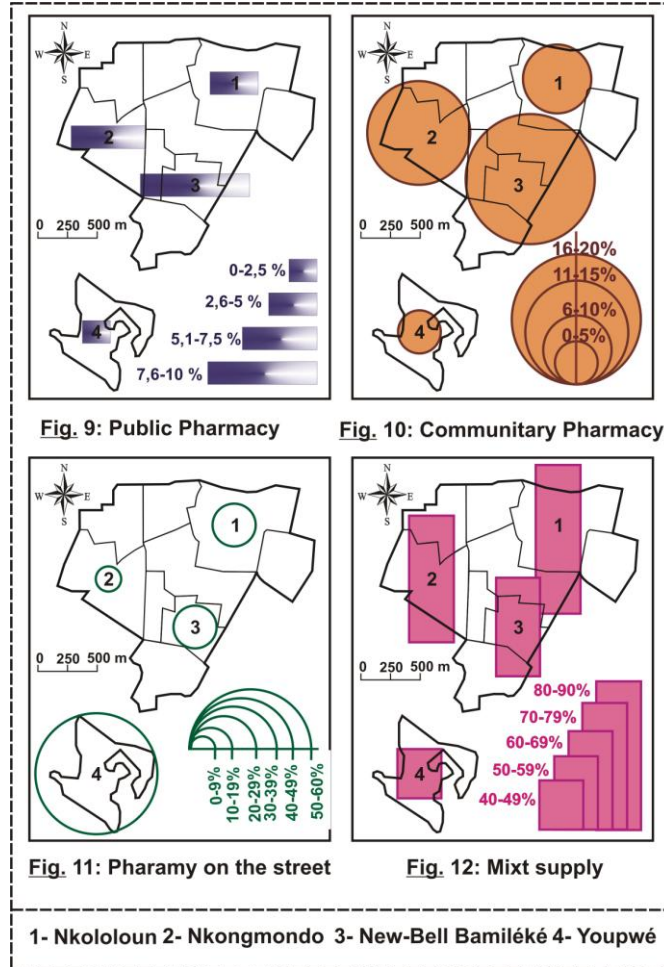 N
W E
S
1
2
3
0 250 500 m
4
0-2,5 %
2,6-5 %
5,1-7,5 %
7,6-10 %
Fig. 9: Public Pharmacy
1
2
3
0 250 500 m
4
16-20%
11-15%
6-10%
0-5%
Fig. 10: Communitary Pharmacy
N
W E
S
1
2
3
0 250 500 m
4
0-9%
10-19%
20-29%
30-39%
40-49%
50-60%
Fig. 11: Pharamy on the street
N
W E
S
1
2
3
0 250 500 m
4
80-90%
70-79%
60-69%
50-59%
40-49%
Fig. 12: Mixt supply
1- Nkololoun 2- Nkongmondo 3- New-Bell Bamiléké 4- Youpwé